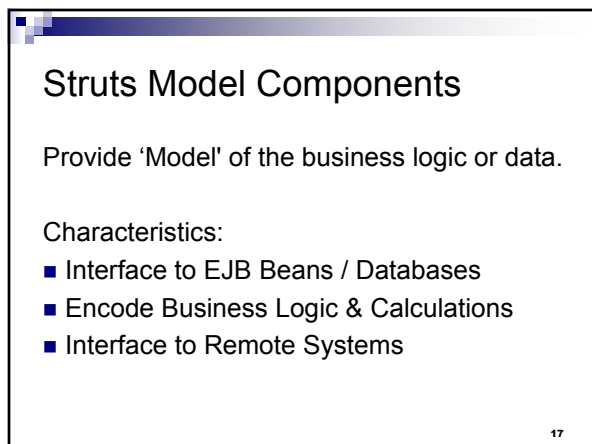 Struts Model Components
Provide ‘Model' of the business logic or data.
Characteristics:
■ Interface to EJB Beans / Databases
■ Encode Business Logic & Calculations
■ Interface to Remote Systems
17